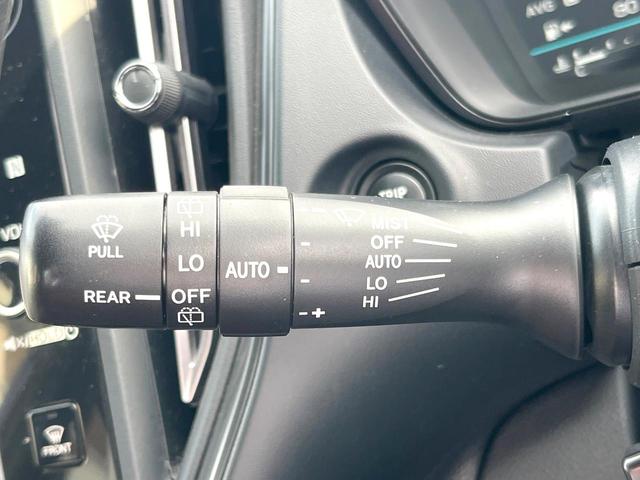 AVG
TRIP
PULL
REAR
HI
LO
OFF
AUTO
- +
MIST
OFF
AUTO
LO
HI
FRONT